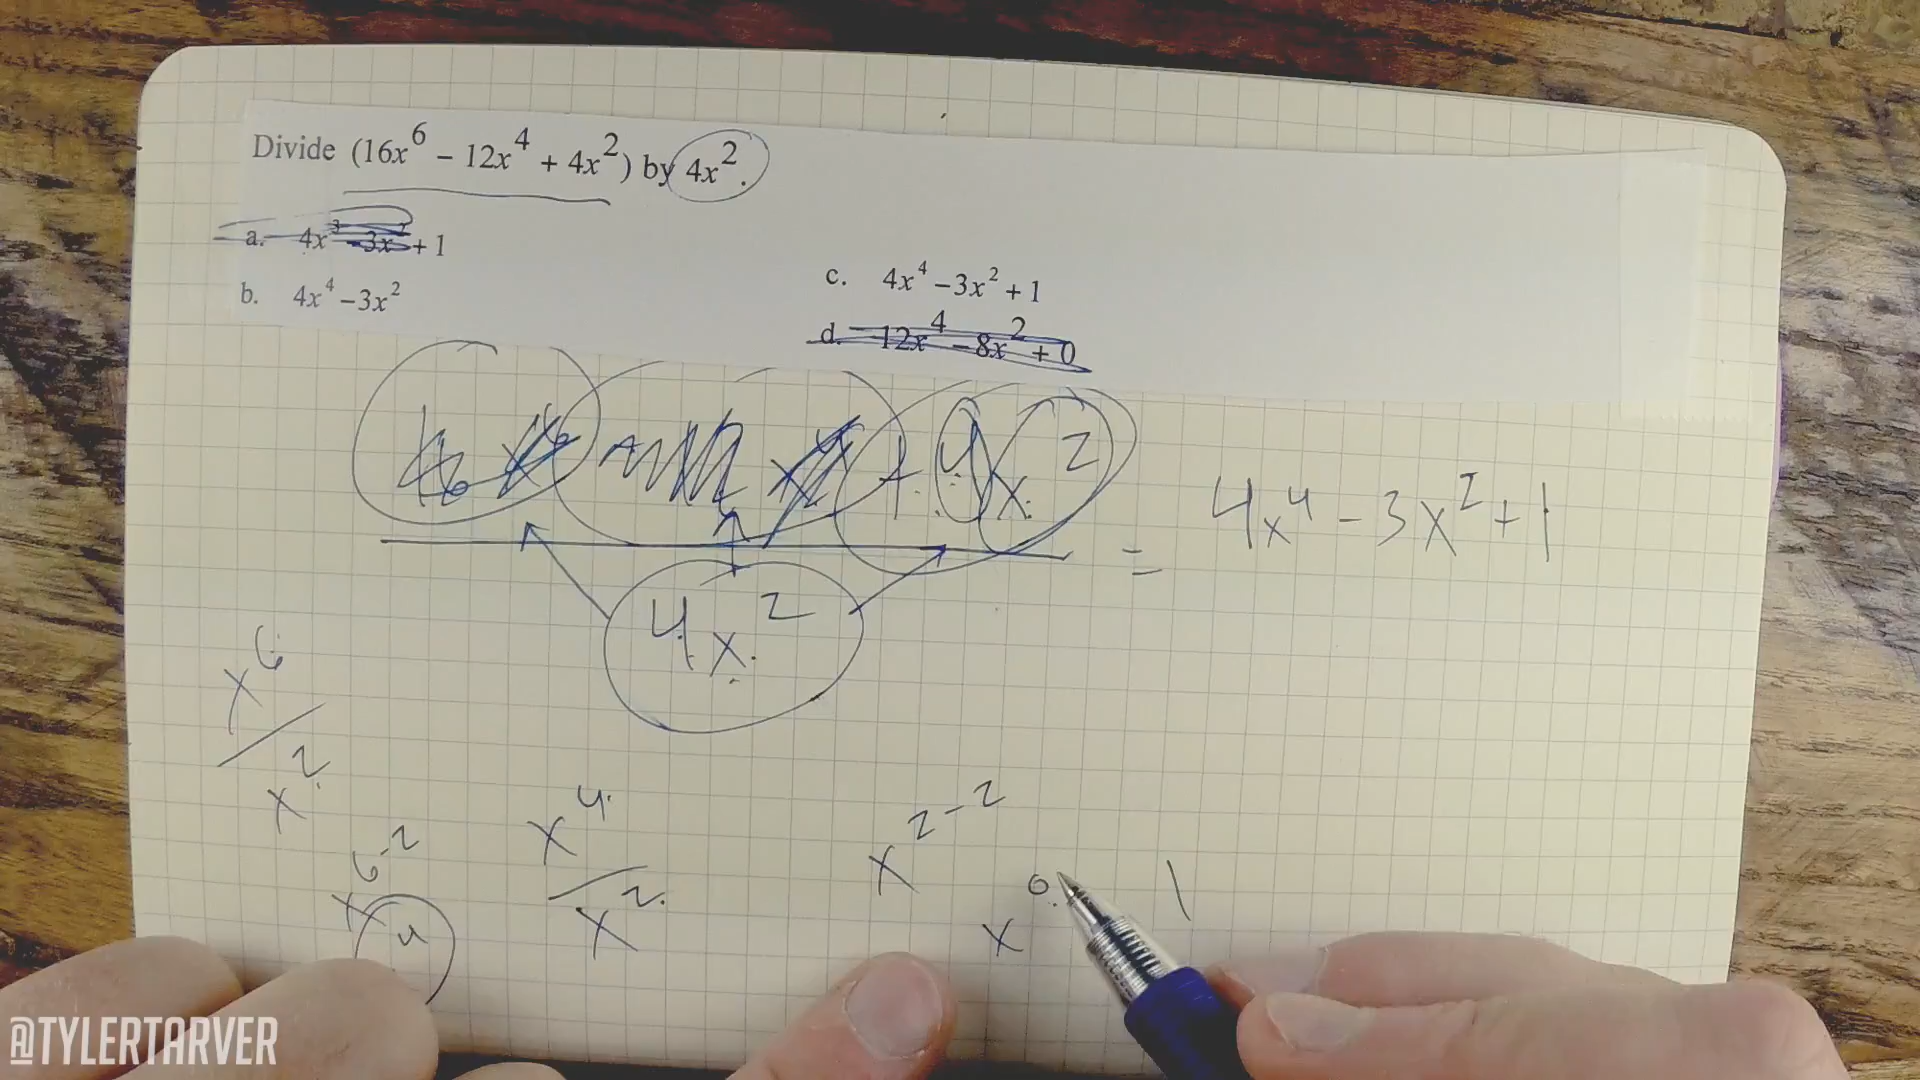 Divide (16x^6 − 12x^4 + 4x^2) by 4x^2.
a. 4x^3 − 3x^2 + 1
b. 4x^4 − 3x^2
c. 4x^4 − 3x^2 + 1
d. −12x^4 − 8x^2 + 0
+ 4x^2
= 4x^4 − 3x^2 + 1
4x^2
x^6
x^2
x^6-2
4
x^4
x^2
x^2-2
x^0 1
@TYLERTARVER